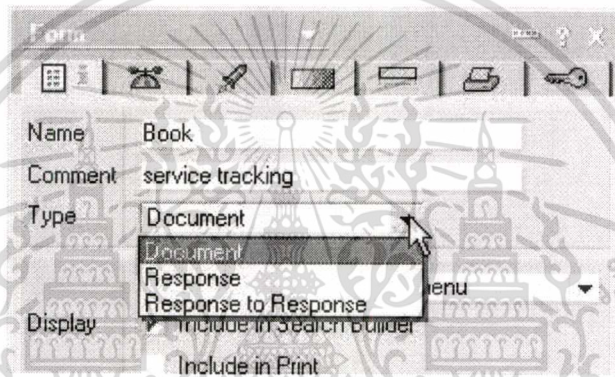 Form
Name Book
Comment service tracking
Type Document
Document
Response
Response to Response
enu
Display Include in Search Builder
Include in Print